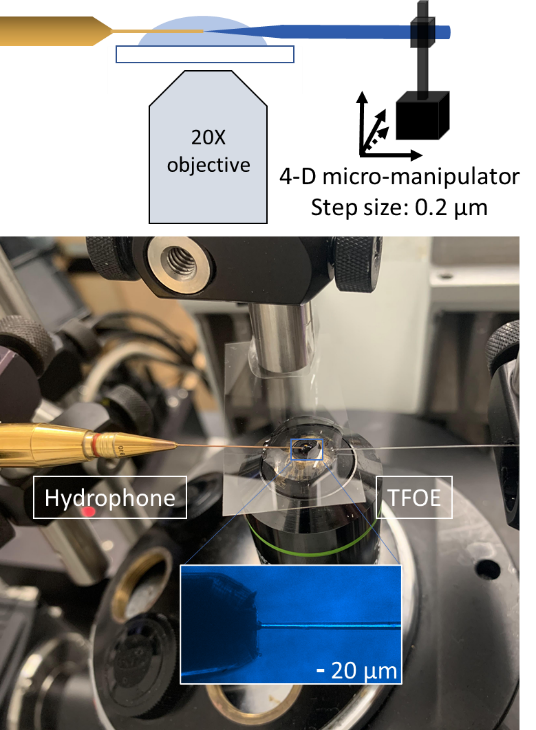 20X
objective
4-D micro-manipulator
Step size: 0.2 µm
Hydrophone
TFOE
20 µm